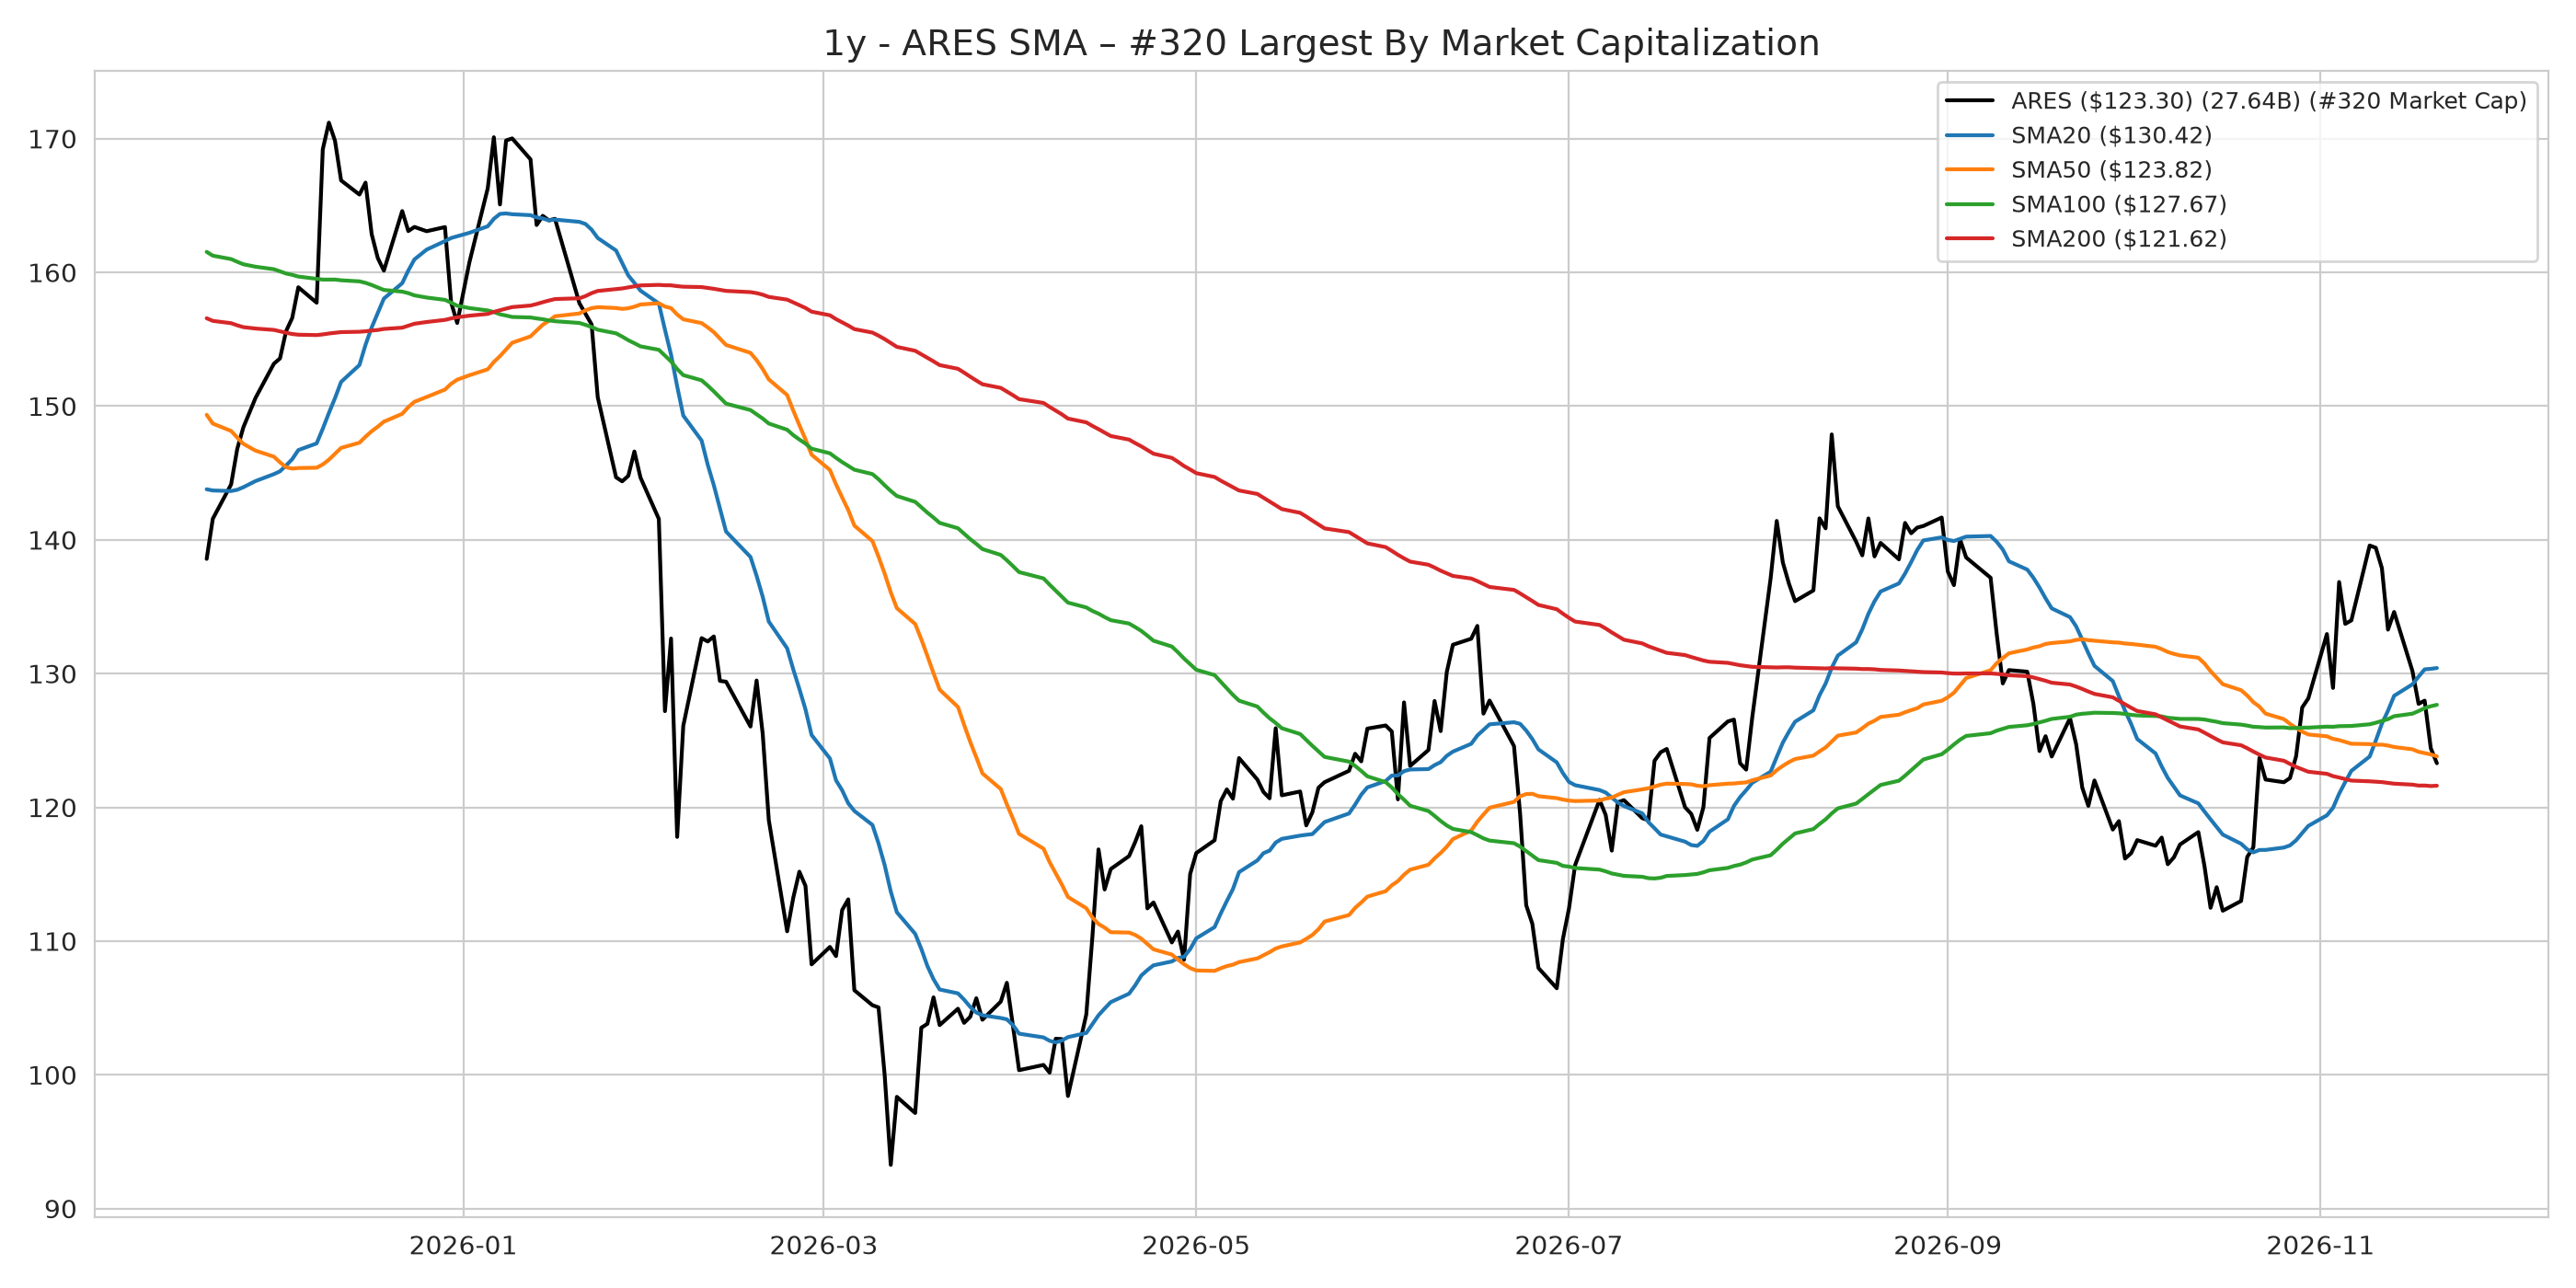 1y - ARES SMA – #320 Largest By Market Capitalization
ARES ($123.30) (27.64B) (#320 Market Cap)
SMA20 ($130.42)
SMA50 ($123.82)
SMA100 ($127.67)
SMA200 ($121.62)
170
160
150
140
130
120
110
100
90
2026-01 2026-03 2026-05 2026-07 2026-09 2026-11